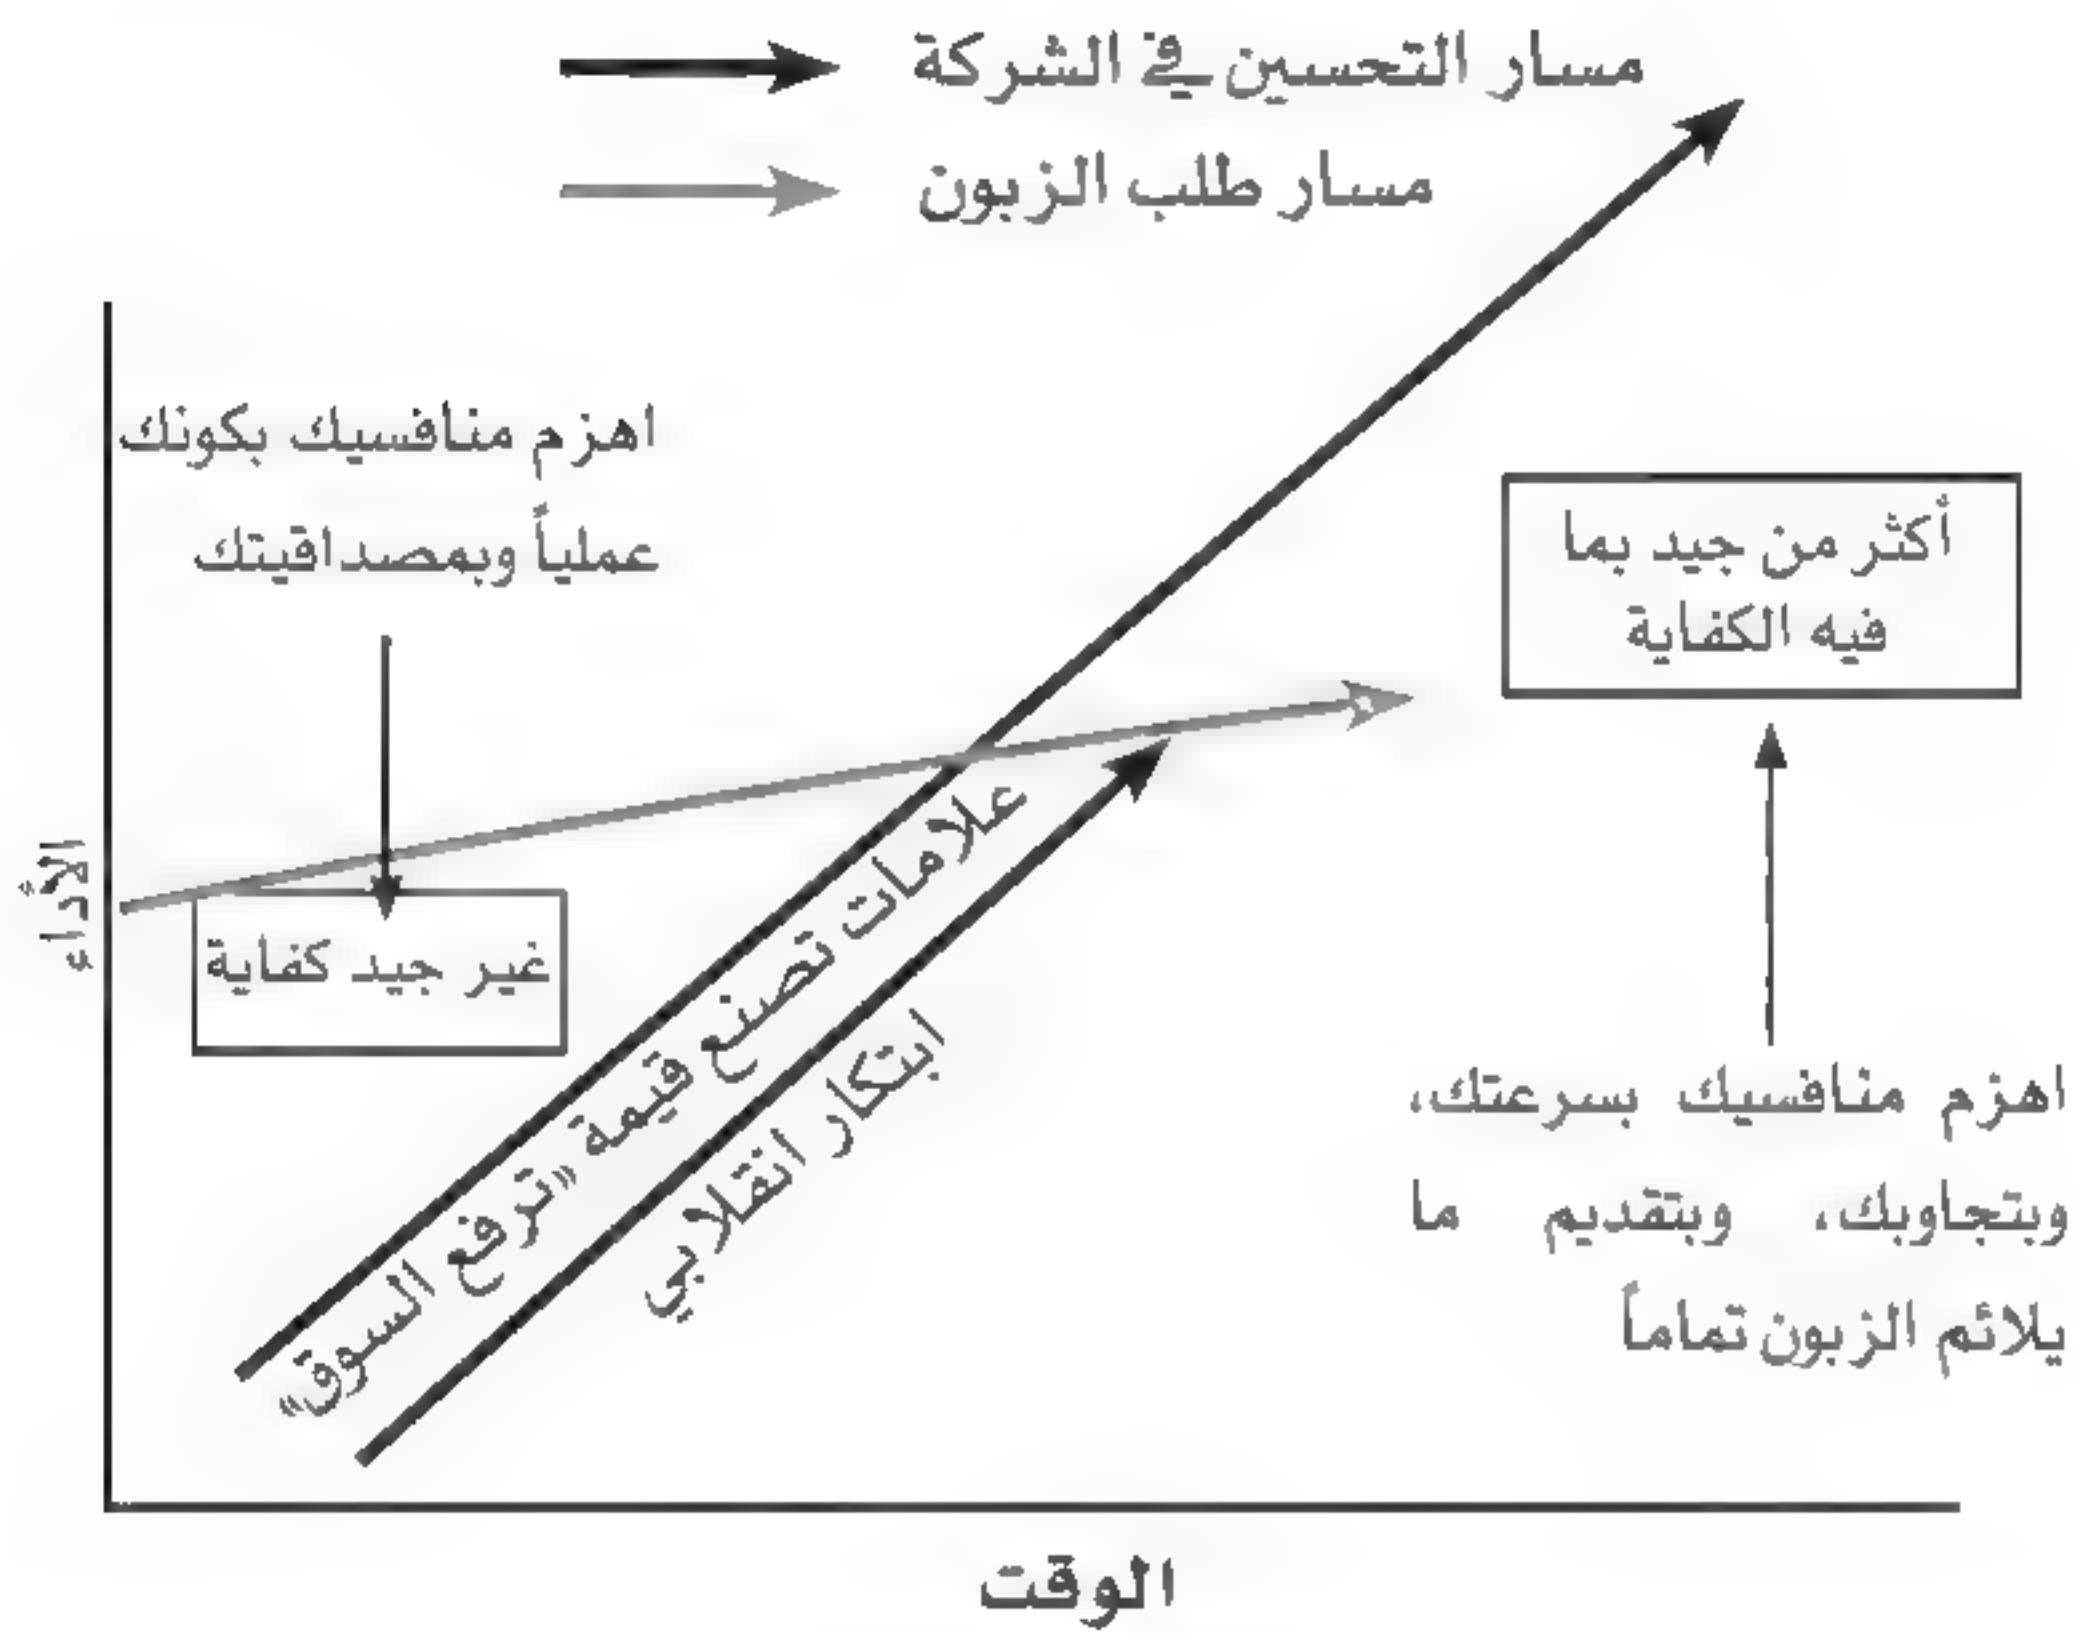 مسار التحسين في الشركة
مسار طلب الزبون
اهزم منافسيك بكونك
عملياً وبمصداقيتك
أكثر من جيد بما
فيه الكفاية
غير جيد كفاية
الأداء
علامات تصنع قيمة «ترفع السوق»
ابتكار انقلابي
اهزم منافسيك بسرعتك،
وبتجاوبك، وبتقديم ما
يلائم الزبون تماماً
الوقت